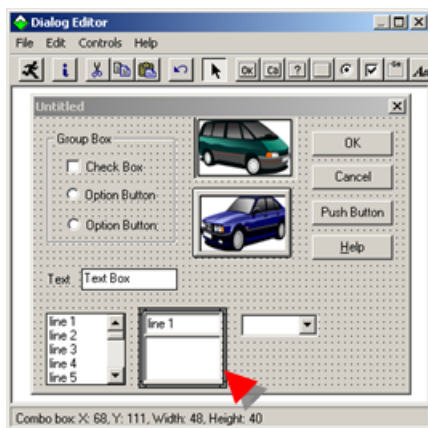 Dialog Editor
File Edit Controls Help
OK Ca ?
Untitled
Group Box
Check Box
Option Button
Option Button
OK
Cancel
Push Button
Help
Text Text Box
line 1
line 2
line 3
line 4
line 5
line 1
Combo box: X: 68, Y: 111, Width: 48, Height: 40